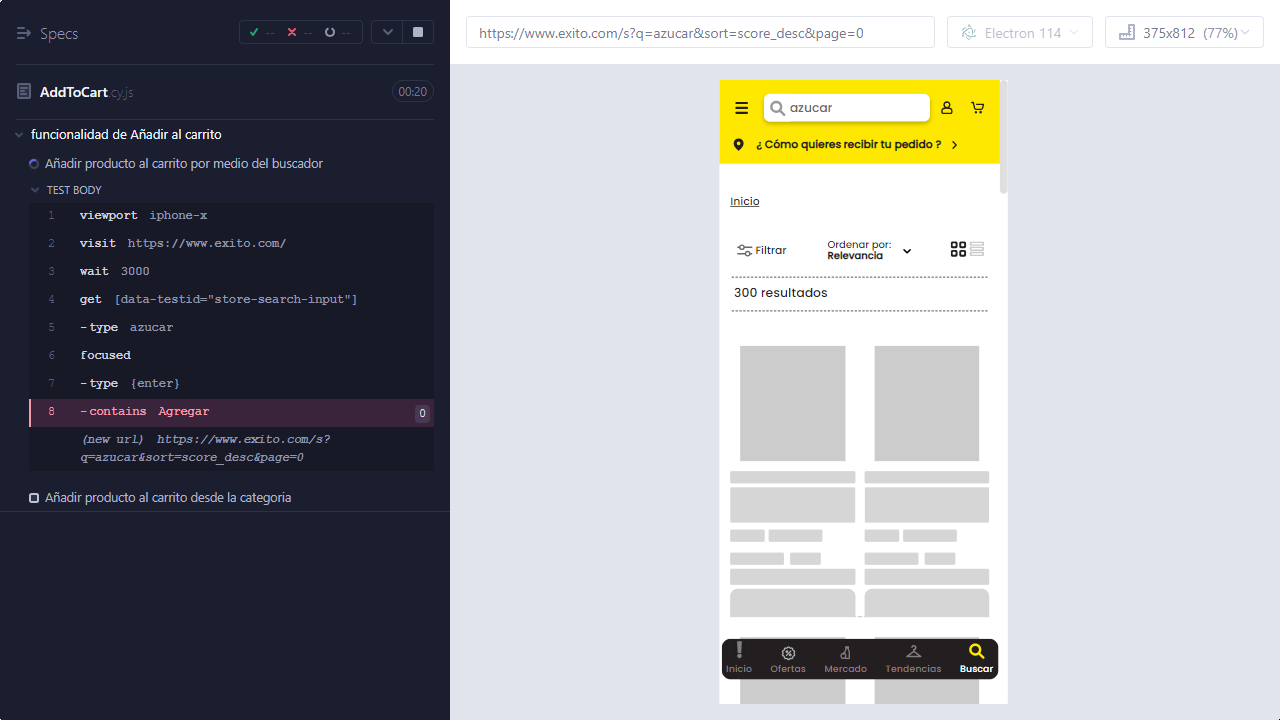 Specs
-- -- --
https://www.exito.com/s?q=azucar&sort=score_desc&page=0
Electron 114
375x812 (77%)
AddToCart.cy.js
00:20
funcionalidad de Añadir al carrito
Añadir producto al carrito por medio del buscador
TEST BODY
1 viewport iphone-x
2 visit https://www.exito.com/
3 wait 3000
4 get [data-testid="store-search-input"]
5 -type azucar
6 focused
7 -type {enter}
8 -contains Agregar 0
(new url) https://www.exito.com/s?
q=azucar&sort=score_desc&page=0
Añadir producto al carrito desde la categoria
azucar
¿ Cómo quieres recibir tu pedido ?
Inicio
Filtrar
Ordenar por:
Relevancia
300 resultados
Inicio
Ofertas
Mercado
Tendencias
Buscar